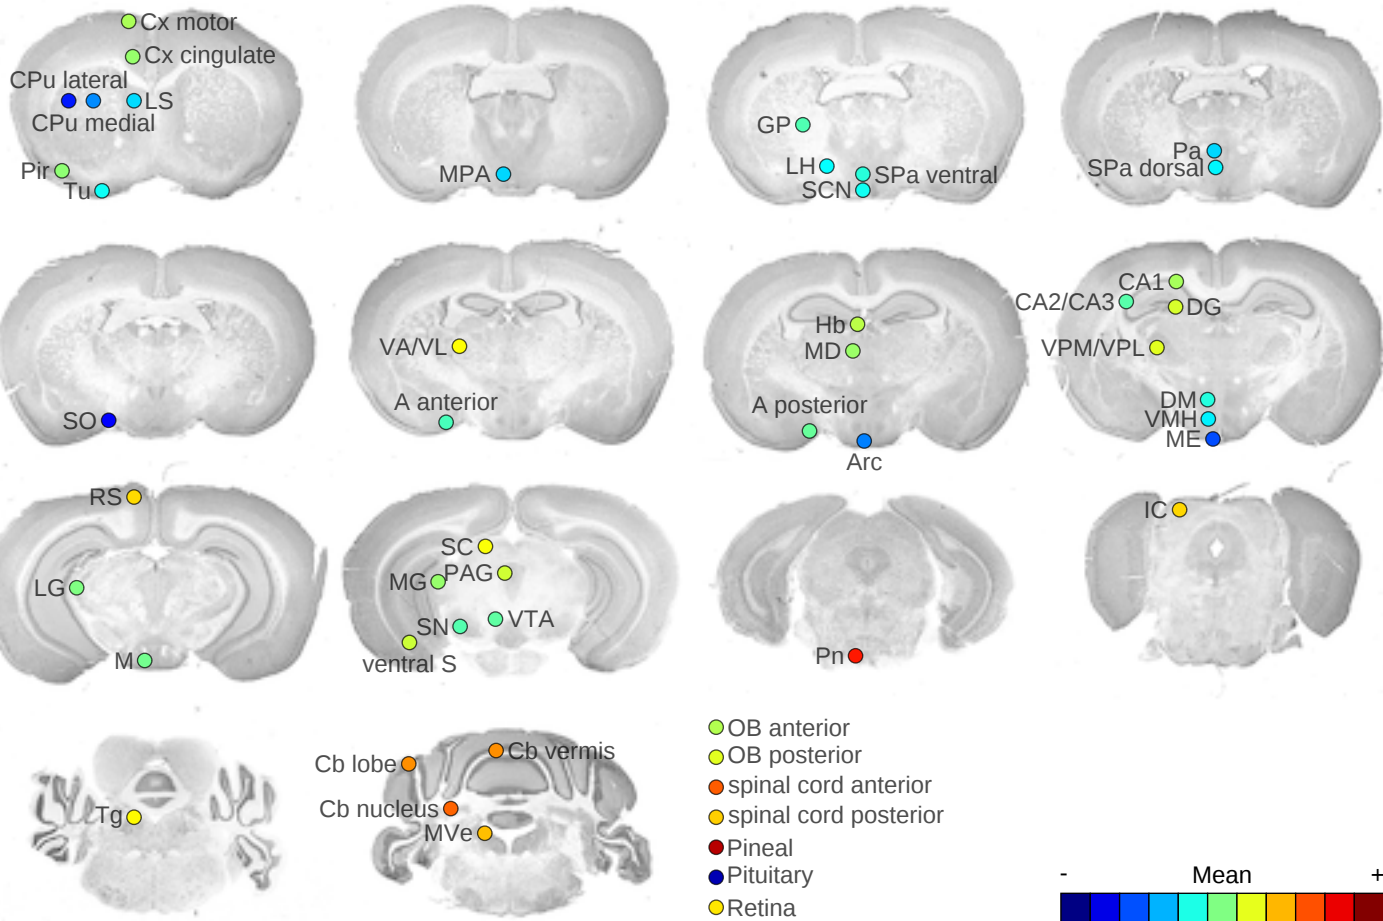 Cx motor
Cx cingulate
CPu lateral
LS
CPu medial
Pir
Tu
MPA
GP
LH
SPa ventral
SCN
Pa
SPa dorsal
SO
VA/VL
A anterior
Hb
MD
A posterior
Arc
CA1
CA2/CA3
DG
VPM/VPL
DM
VMH
ME
RS
LG
M
SC
PAG
MG
SN
VTA
ventral S
Pn
IC
Tg
Cb lobe
Cb vermis
Cb nucleus
MVe
OB anterior
OB posterior
spinal cord anterior
spinal cord posterior
Pineal
Pituitary
Retina
- Mean +